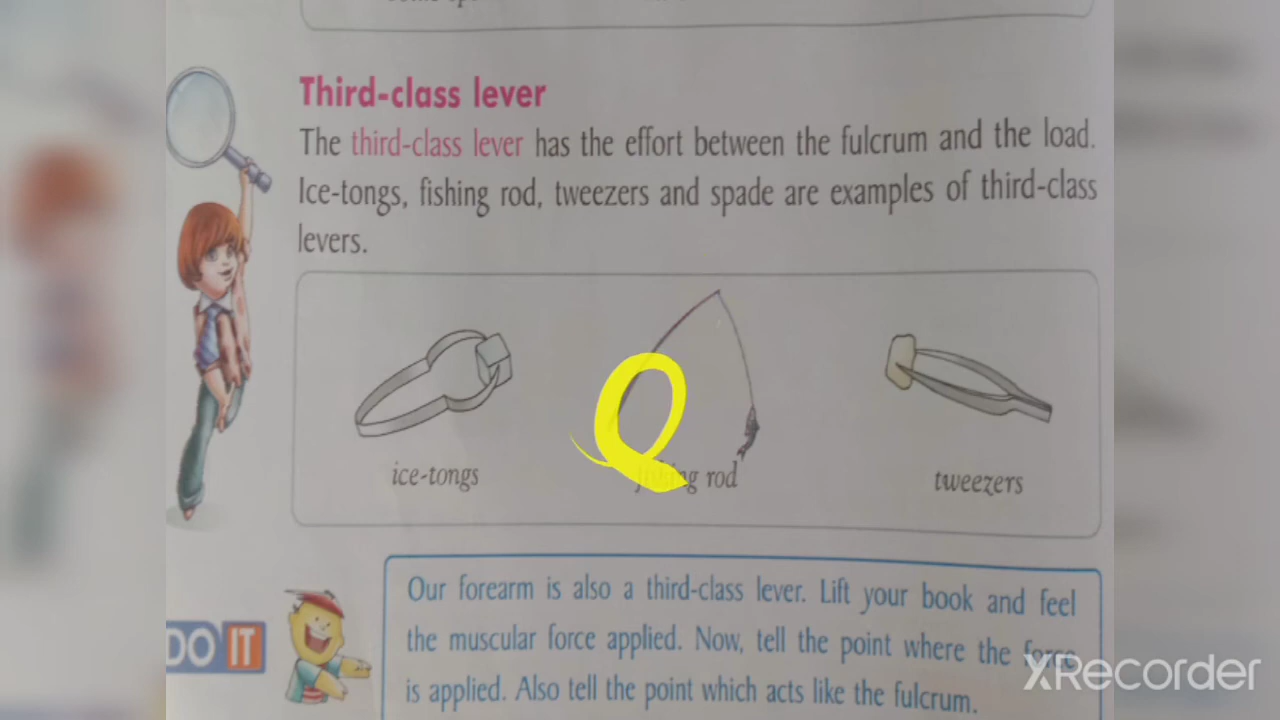 Third-class lever
The third-class lever has the effort between the fulcrum and the load.
Ice-tongs, fishing rod, tweezers and spade are examples of third-class
levers.
ice-tongs
fishing rod
tweezers
Our forearm is also a third-class lever. Lift your book and feel
DO IT
the muscular force applied. Now, tell the point where the force
is applied. Also tell the point which acts like the fulcrum.
XRecorder